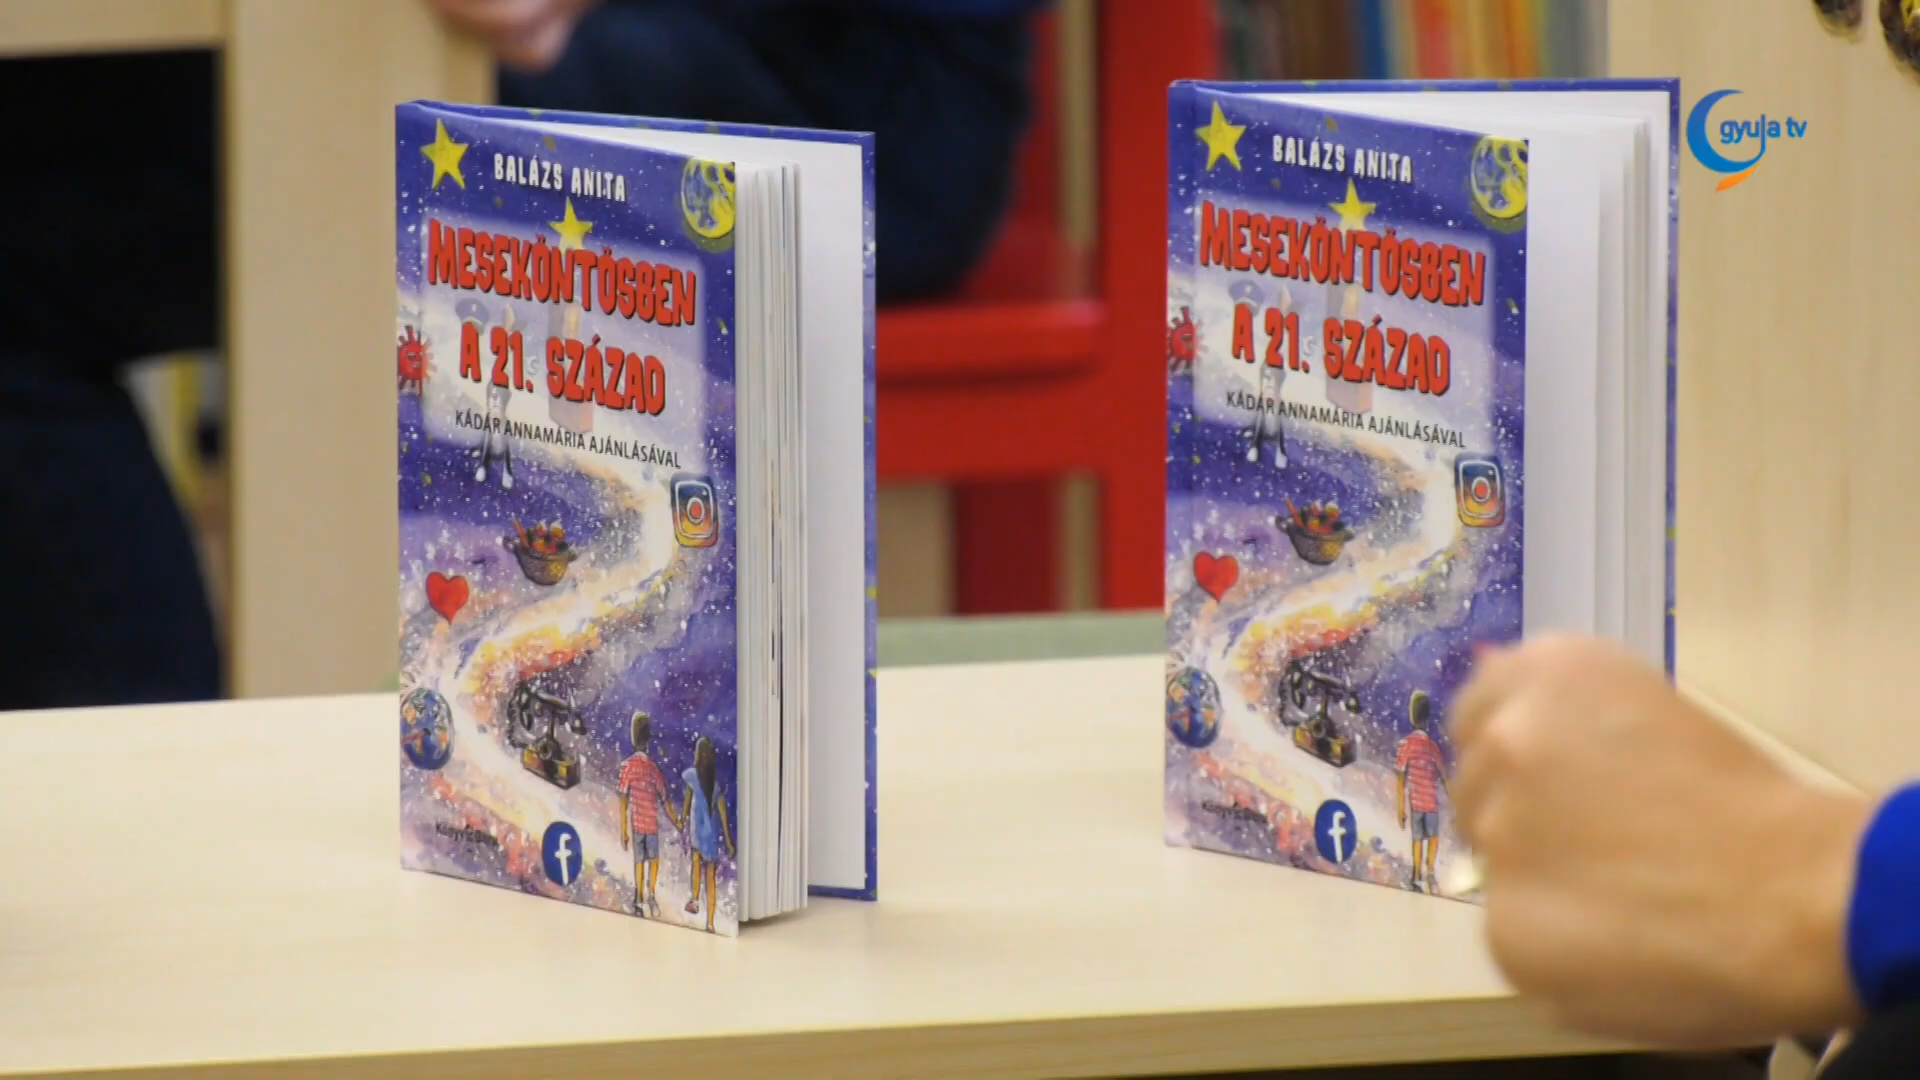 BALÁZS ANITA
MESEKÖNTÖSBEN
A 21. SZÁZAD
KÁDÁR ANNAMÁRIA AJÁNLÁSÁVAL
f
BALÁZS ANITA
MESEKÖNTÖSBEN
A 21. SZÁZAD
KÁDÁR ANNAMÁRIA AJÁNLÁSÁVAL
f
gyula tv